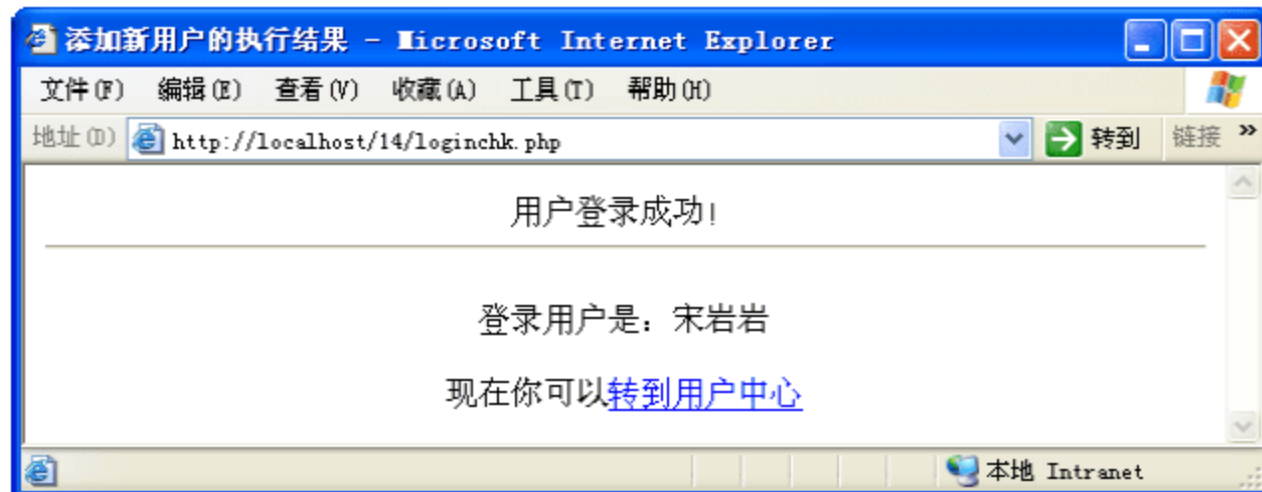 添加新用户的执行结果 - Microsoft Internet Explorer
文件(F) 编辑(E) 查看(V) 收藏(A) 工具(T) 帮助(H)
地址(D) http://localhost/14/loginchk.php 转到 链接 »
用户登录成功!
登录用户是：宋岩岩
现在你可以转到用户中心
本地 Intranet